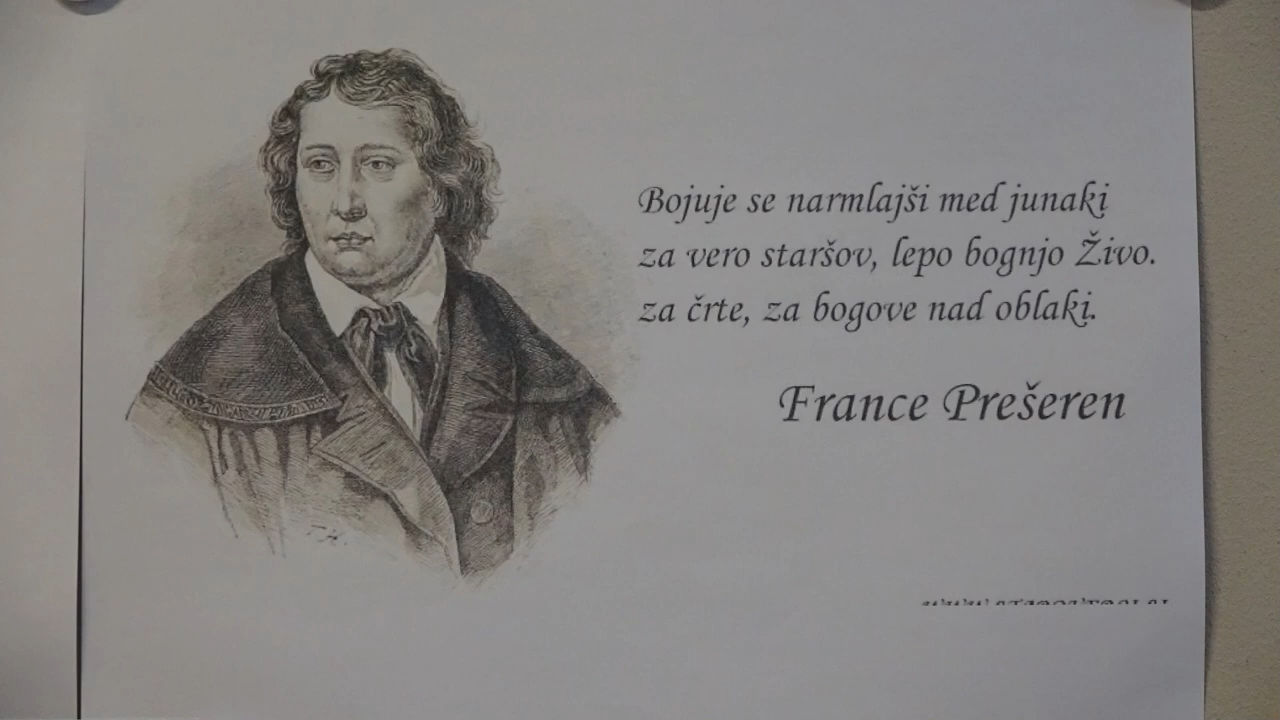 Bojuje se narmlajši med junaki
za vero staršov, lepo bognjo Živo.
za črte, za bogove nad oblaki.
France Prešeren